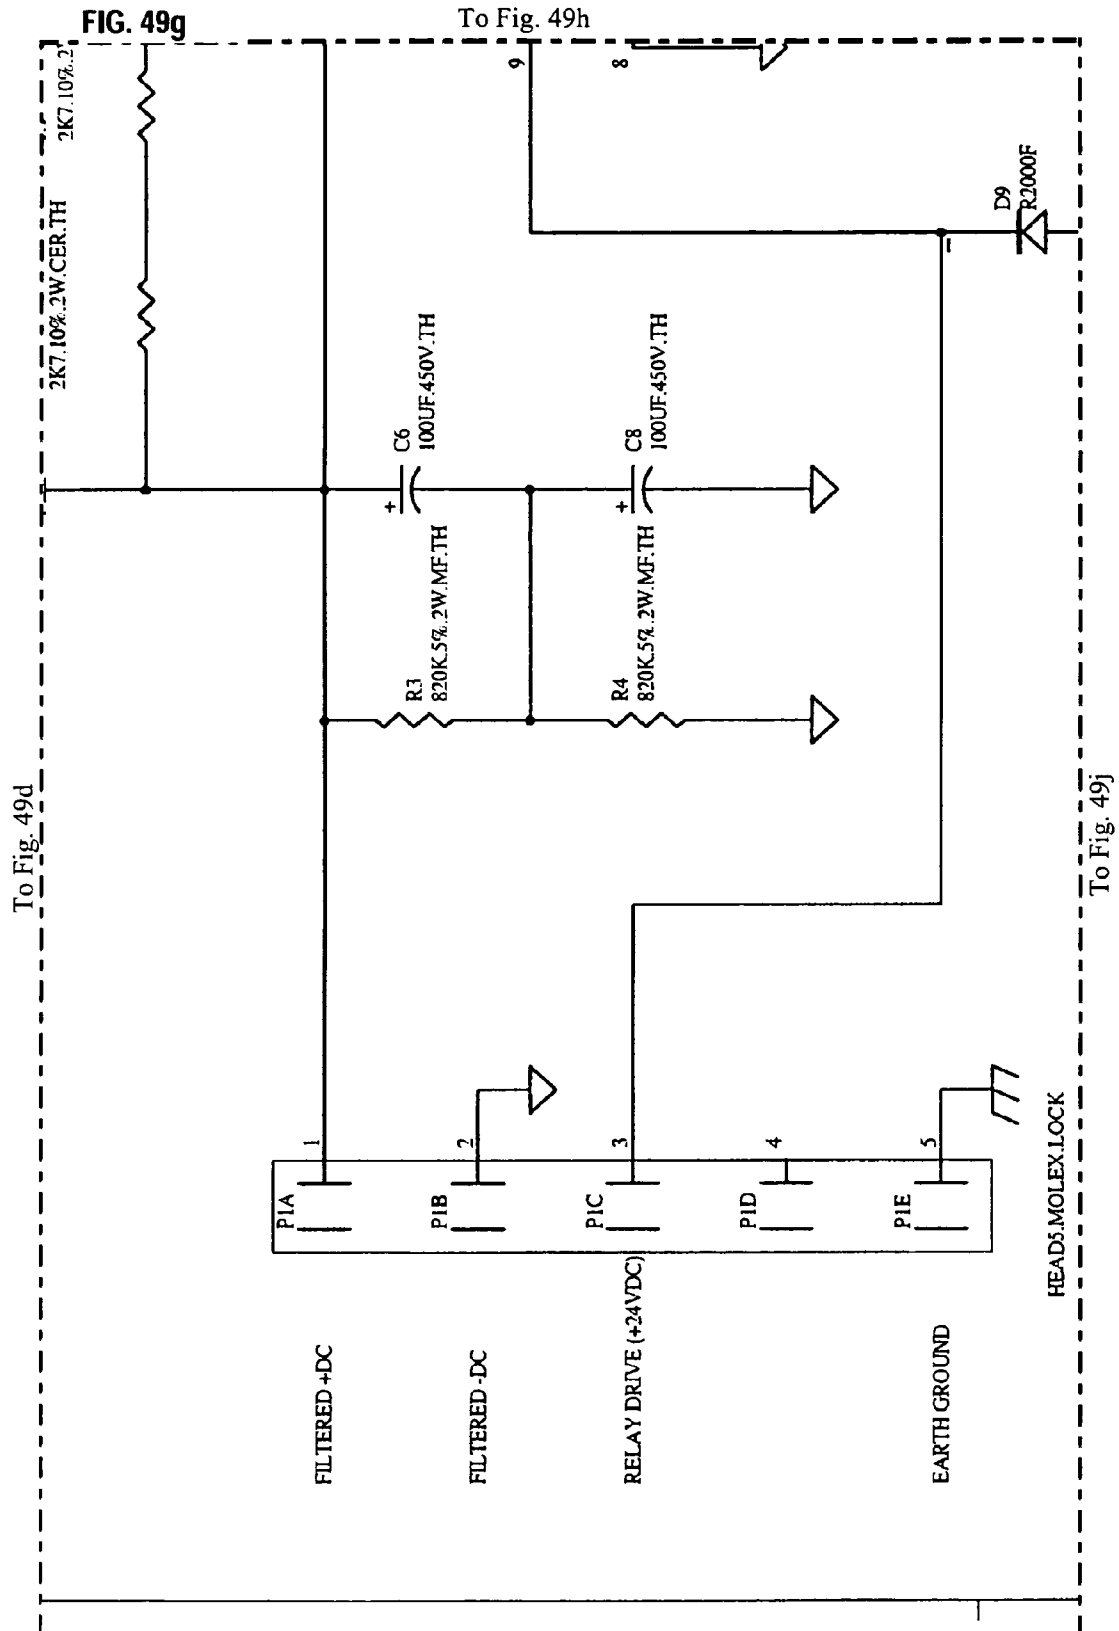 FIG. 49g
To Fig. 49h
To Fig. 49d
To Fig. 49j
2K7.10%.2W.CER.TH
2K7.10%.2
9
8
D9
R2000F
C6
100UF.450V.TH
+
C8
100UF.450V.TH
+
R3
820K.5%.2W.MF.TH
R4
820K.5%.2W.MF.TH
FILTERED +DC
P1A
1
FILTERED -DC
P1B
2
RELAY DRIVE (+24VDC)
P1C
3
P1D
4
EARTH GROUND
P1E
5
HEAD5.MOLEX.LOCK